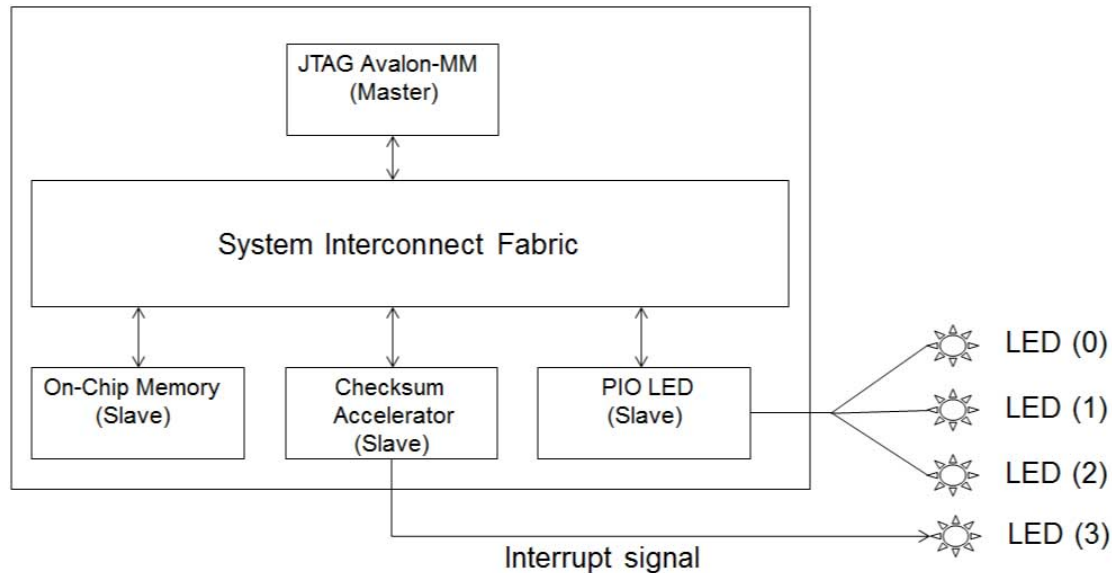 JTAG Avalon-MM
(Master)
System Interconnect Fabric
On-Chip Memory
(Slave)
Checksum
Accelerator
(Slave)
PIO LED
(Slave)
LED (0)
LED (1)
LED (2)
LED (3)
Interrupt signal